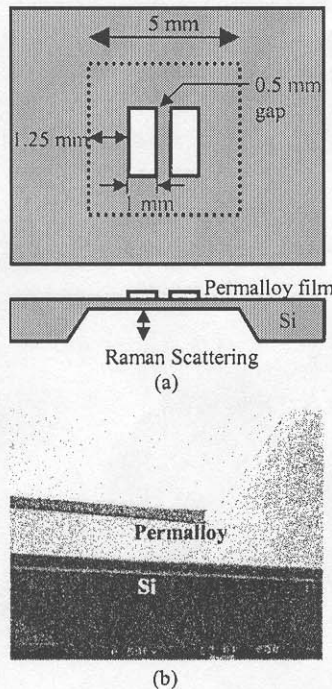 5 mm
0.5 mm
gap
1.25 mm
1 mm
Permalloy film
Si
Raman Scattering
(a)
Permalloy
Si
(b)